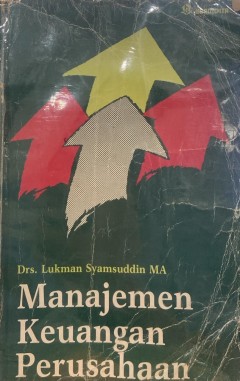 Drs. Lukman Syamsuddin MA
Manajemen
Keuangan
Perusahaan